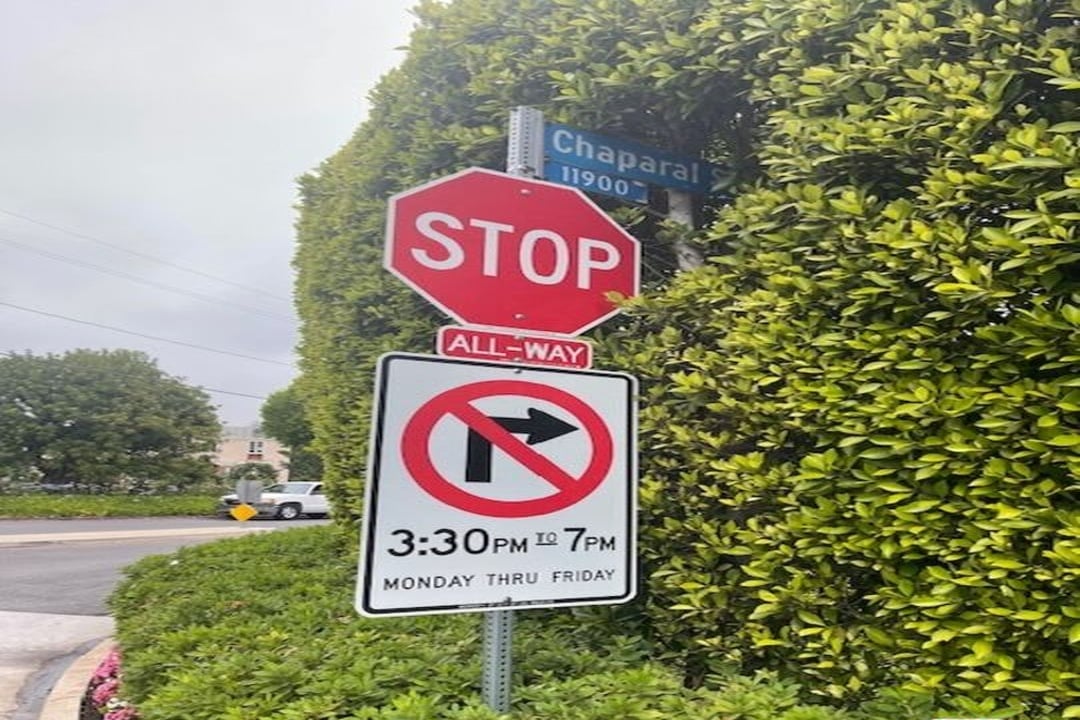 Chaparal
11900
STOP
ALL-WAY
3:30PM TO 7PM
MONDAY THRU FRIDAY